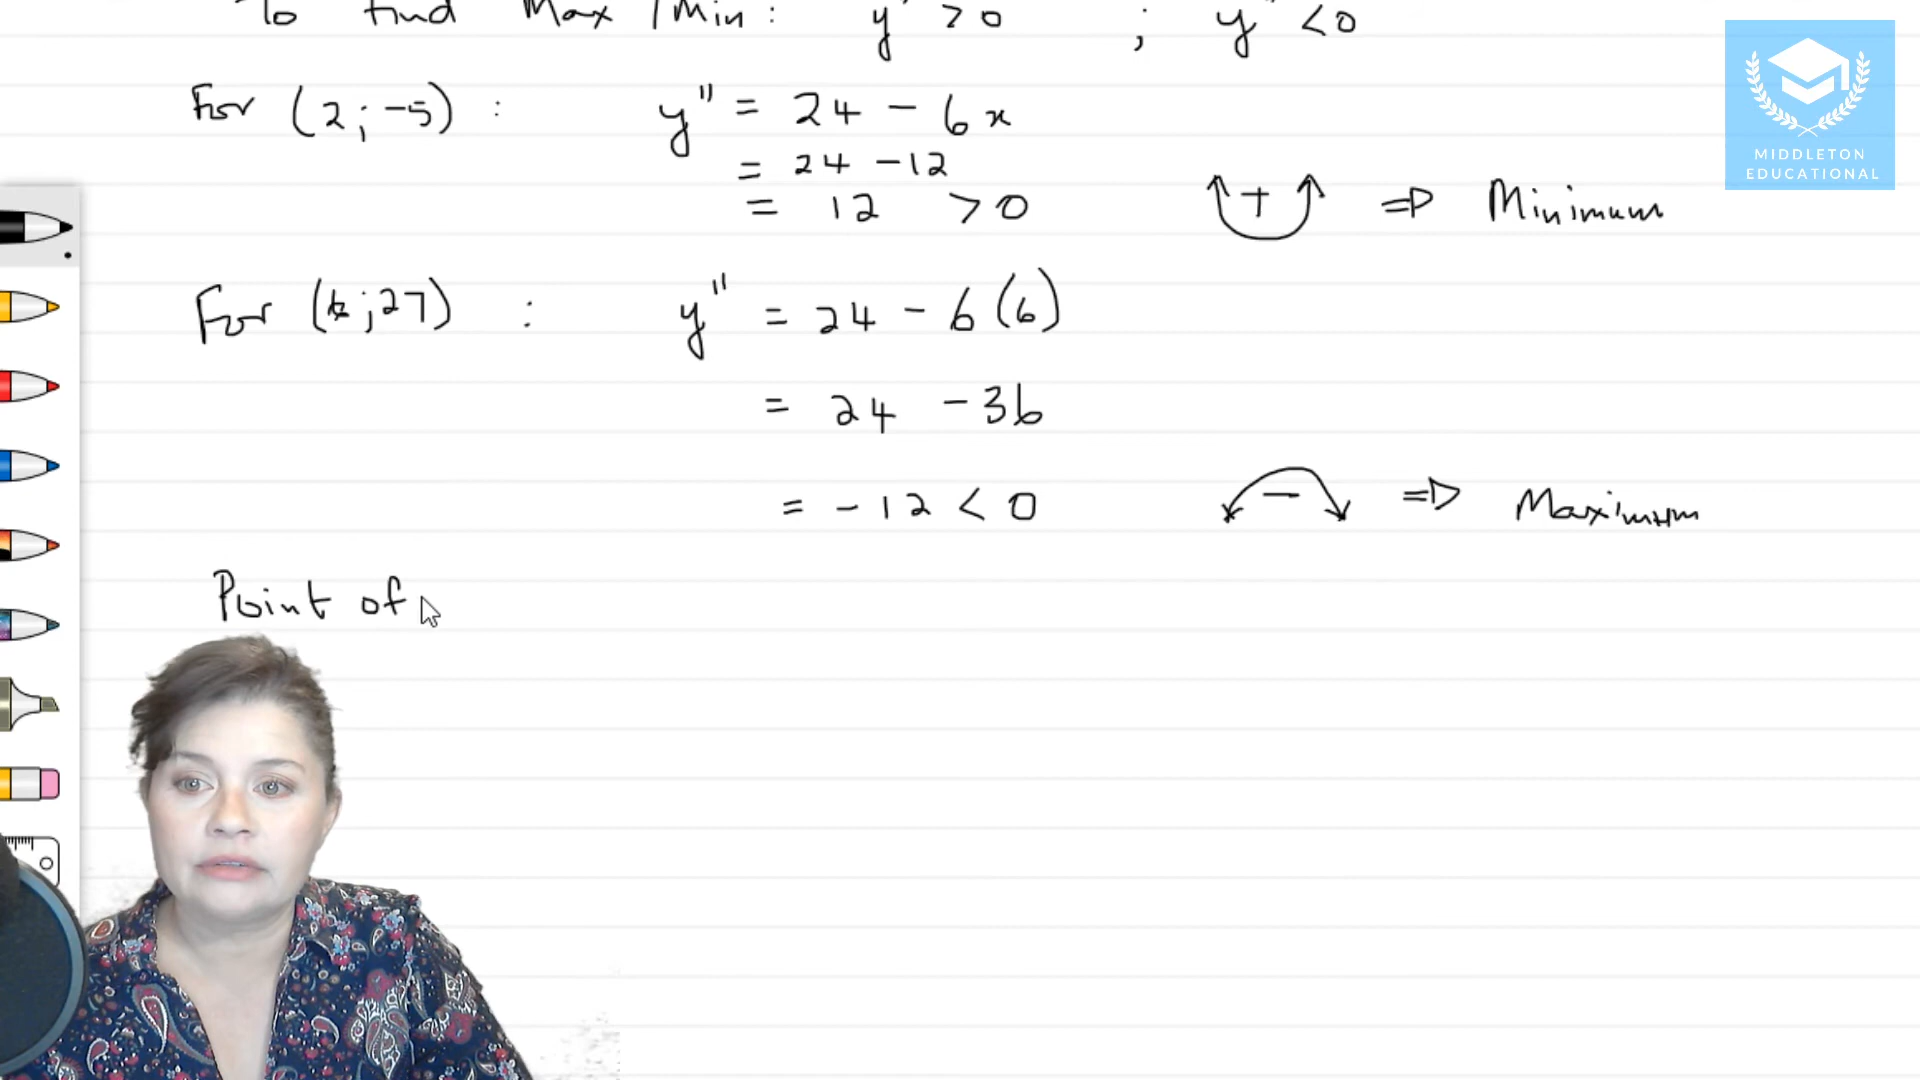 To find Max / Min : y" > 0 ; y" < 0
MIDDLETON
EDUCATIONAL
For (2 ; -5) : y" = 24 - 6x
= 24 - 12
= 12 > 0 + ⇒ Minimum
For (6 ; 27) : y" = 24 - 6(6)
= 24 - 36
= -12 < 0 - ⇒ Maximum
Point of